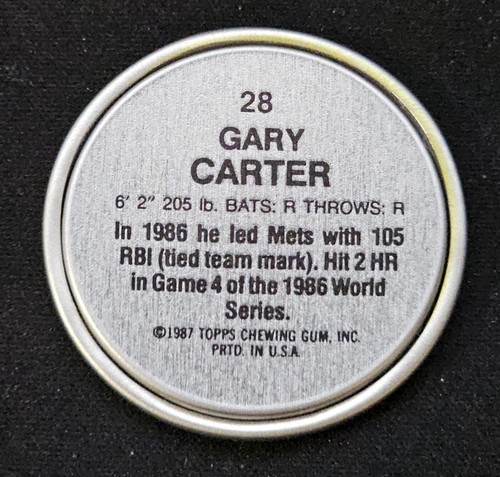 28
GARY
CARTER
6' 2" 205 lb. BATS: R THROWS: R
In 1986 he led Mets with 105
RBI (tied team mark). Hit 2 HR
in Game 4 of the 1986 World
Series.
©1987 TOPPS CHEWING GUM, INC.
PRTD. IN U.S.A.